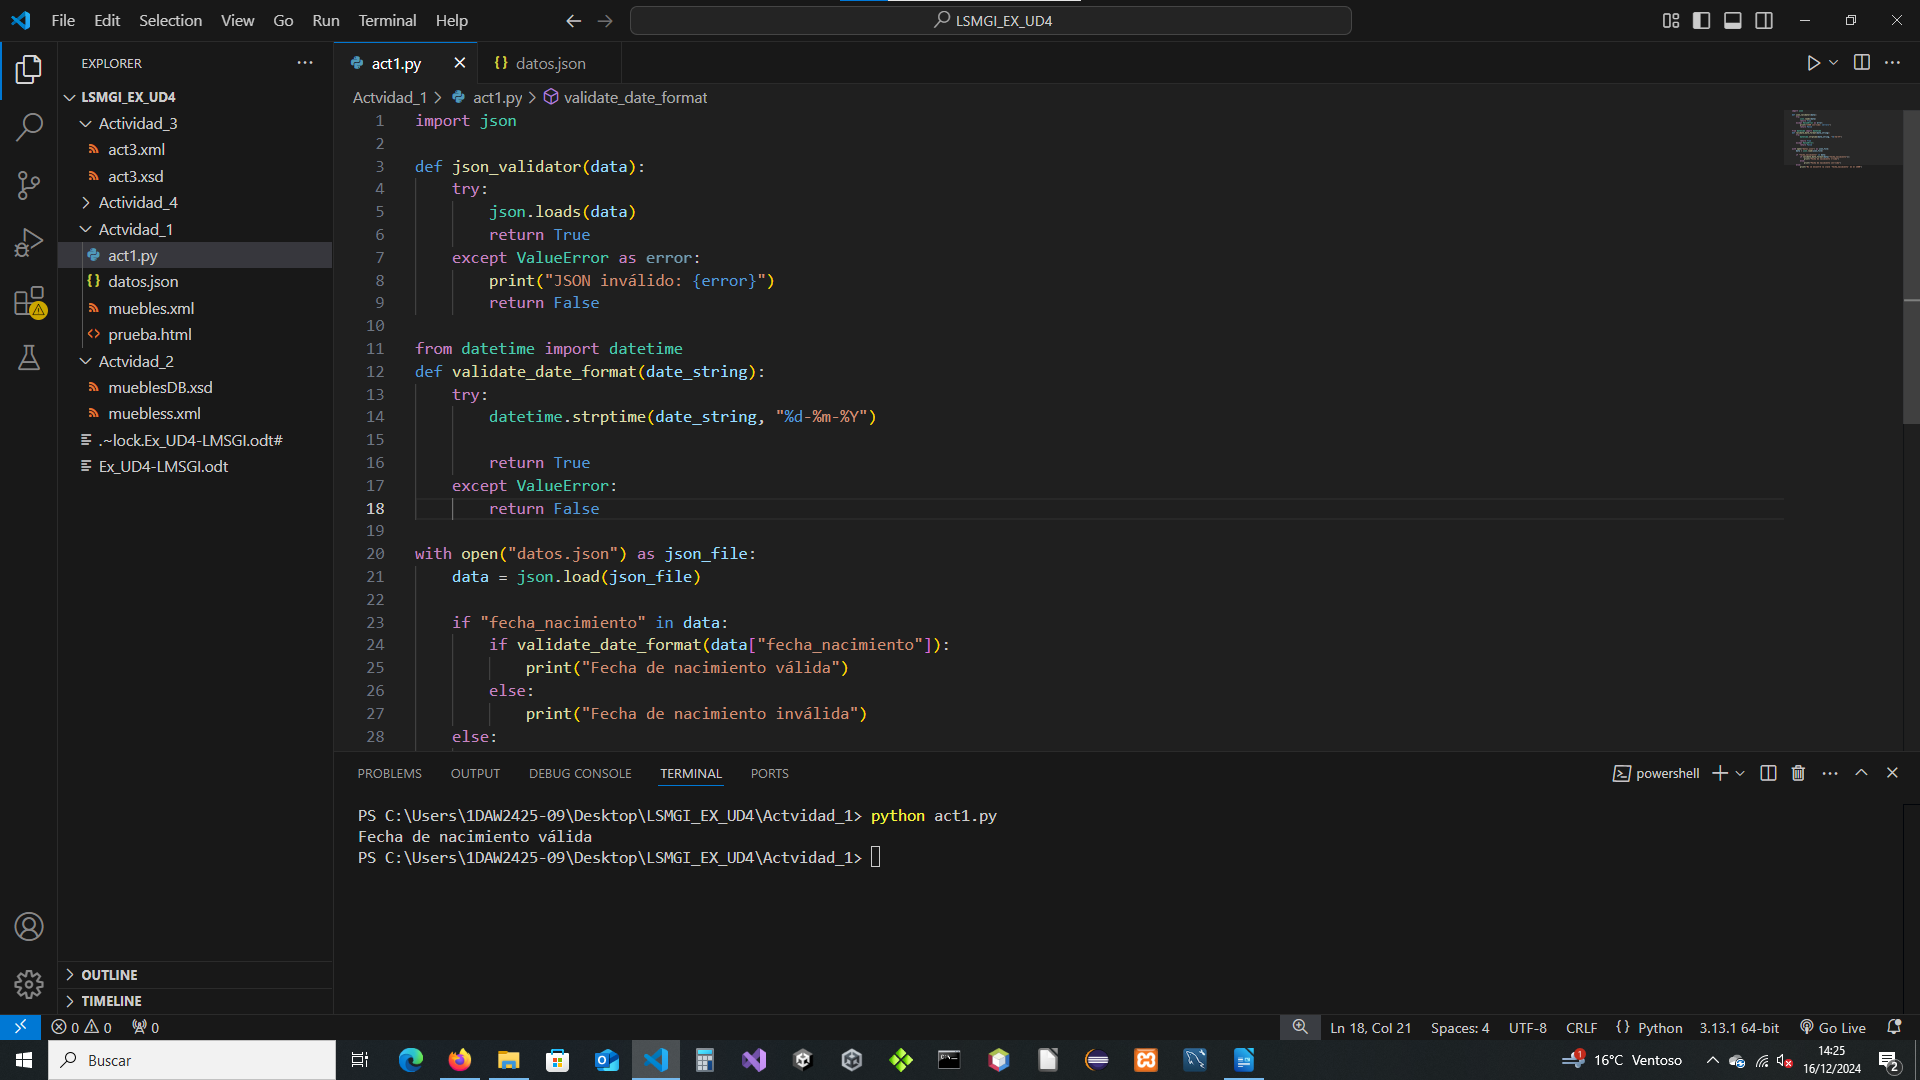 File Edit Selection View Go Run Terminal Help
LSMGI_EX_UD4
EXPLORER
LSMGI_EX_UD4
Actividad_3
act3.xml
act3.xsd
Actividad_4
Actvidad_1
act1.py
datos.json
muebles.xml
prueba.html
Actvidad_2
mueblesDB.xsd
muebless.xml
.~lock.Ex_UD4-LMSGI.odt#
Ex_UD4-LMSGI.odt
OUTLINE
TIMELINE
act1.py datos.json
Actvidad_1 > act1.py > validate_date_format
1 import json
2
3 def json_validator(data):
4 try:
5 json.loads(data)
6 return True
7 except ValueError as error:
8 print("JSON inválido: {error}")
9 return False
10
11 from datetime import datetime
12 def validate_date_format(date_string):
13 try:
14 datetime.strptime(date_string, "%d-%m-%Y")
15
16 return True
17 except ValueError:
18 return False
19
20 with open("datos.json") as json_file:
21 data = json.load(json_file)
22
23 if "fecha_nacimiento" in data:
24 if validate_date_format(data["fecha_nacimiento"]):
25 print("Fecha de nacimiento válida")
26 else:
27 print("Fecha de nacimiento inválida")
28 else:
PROBLEMS OUTPUT DEBUG CONSOLE TERMINAL PORTS
powershell
PS C:\Users\1DAW2425-09\Desktop\LSMGI_EX_UD4\Actvidad_1> python act1.py
Fecha de nacimiento válida
PS C:\Users\1DAW2425-09\Desktop\LSMGI_EX_UD4\Actvidad_1>
0 0 0
Ln 18, Col 21 Spaces: 4 UTF-8 CRLF {} Python 3.13.1 64-bit Go Live
Buscar
1 16°C Ventoso
14:25
16/12/2024
2